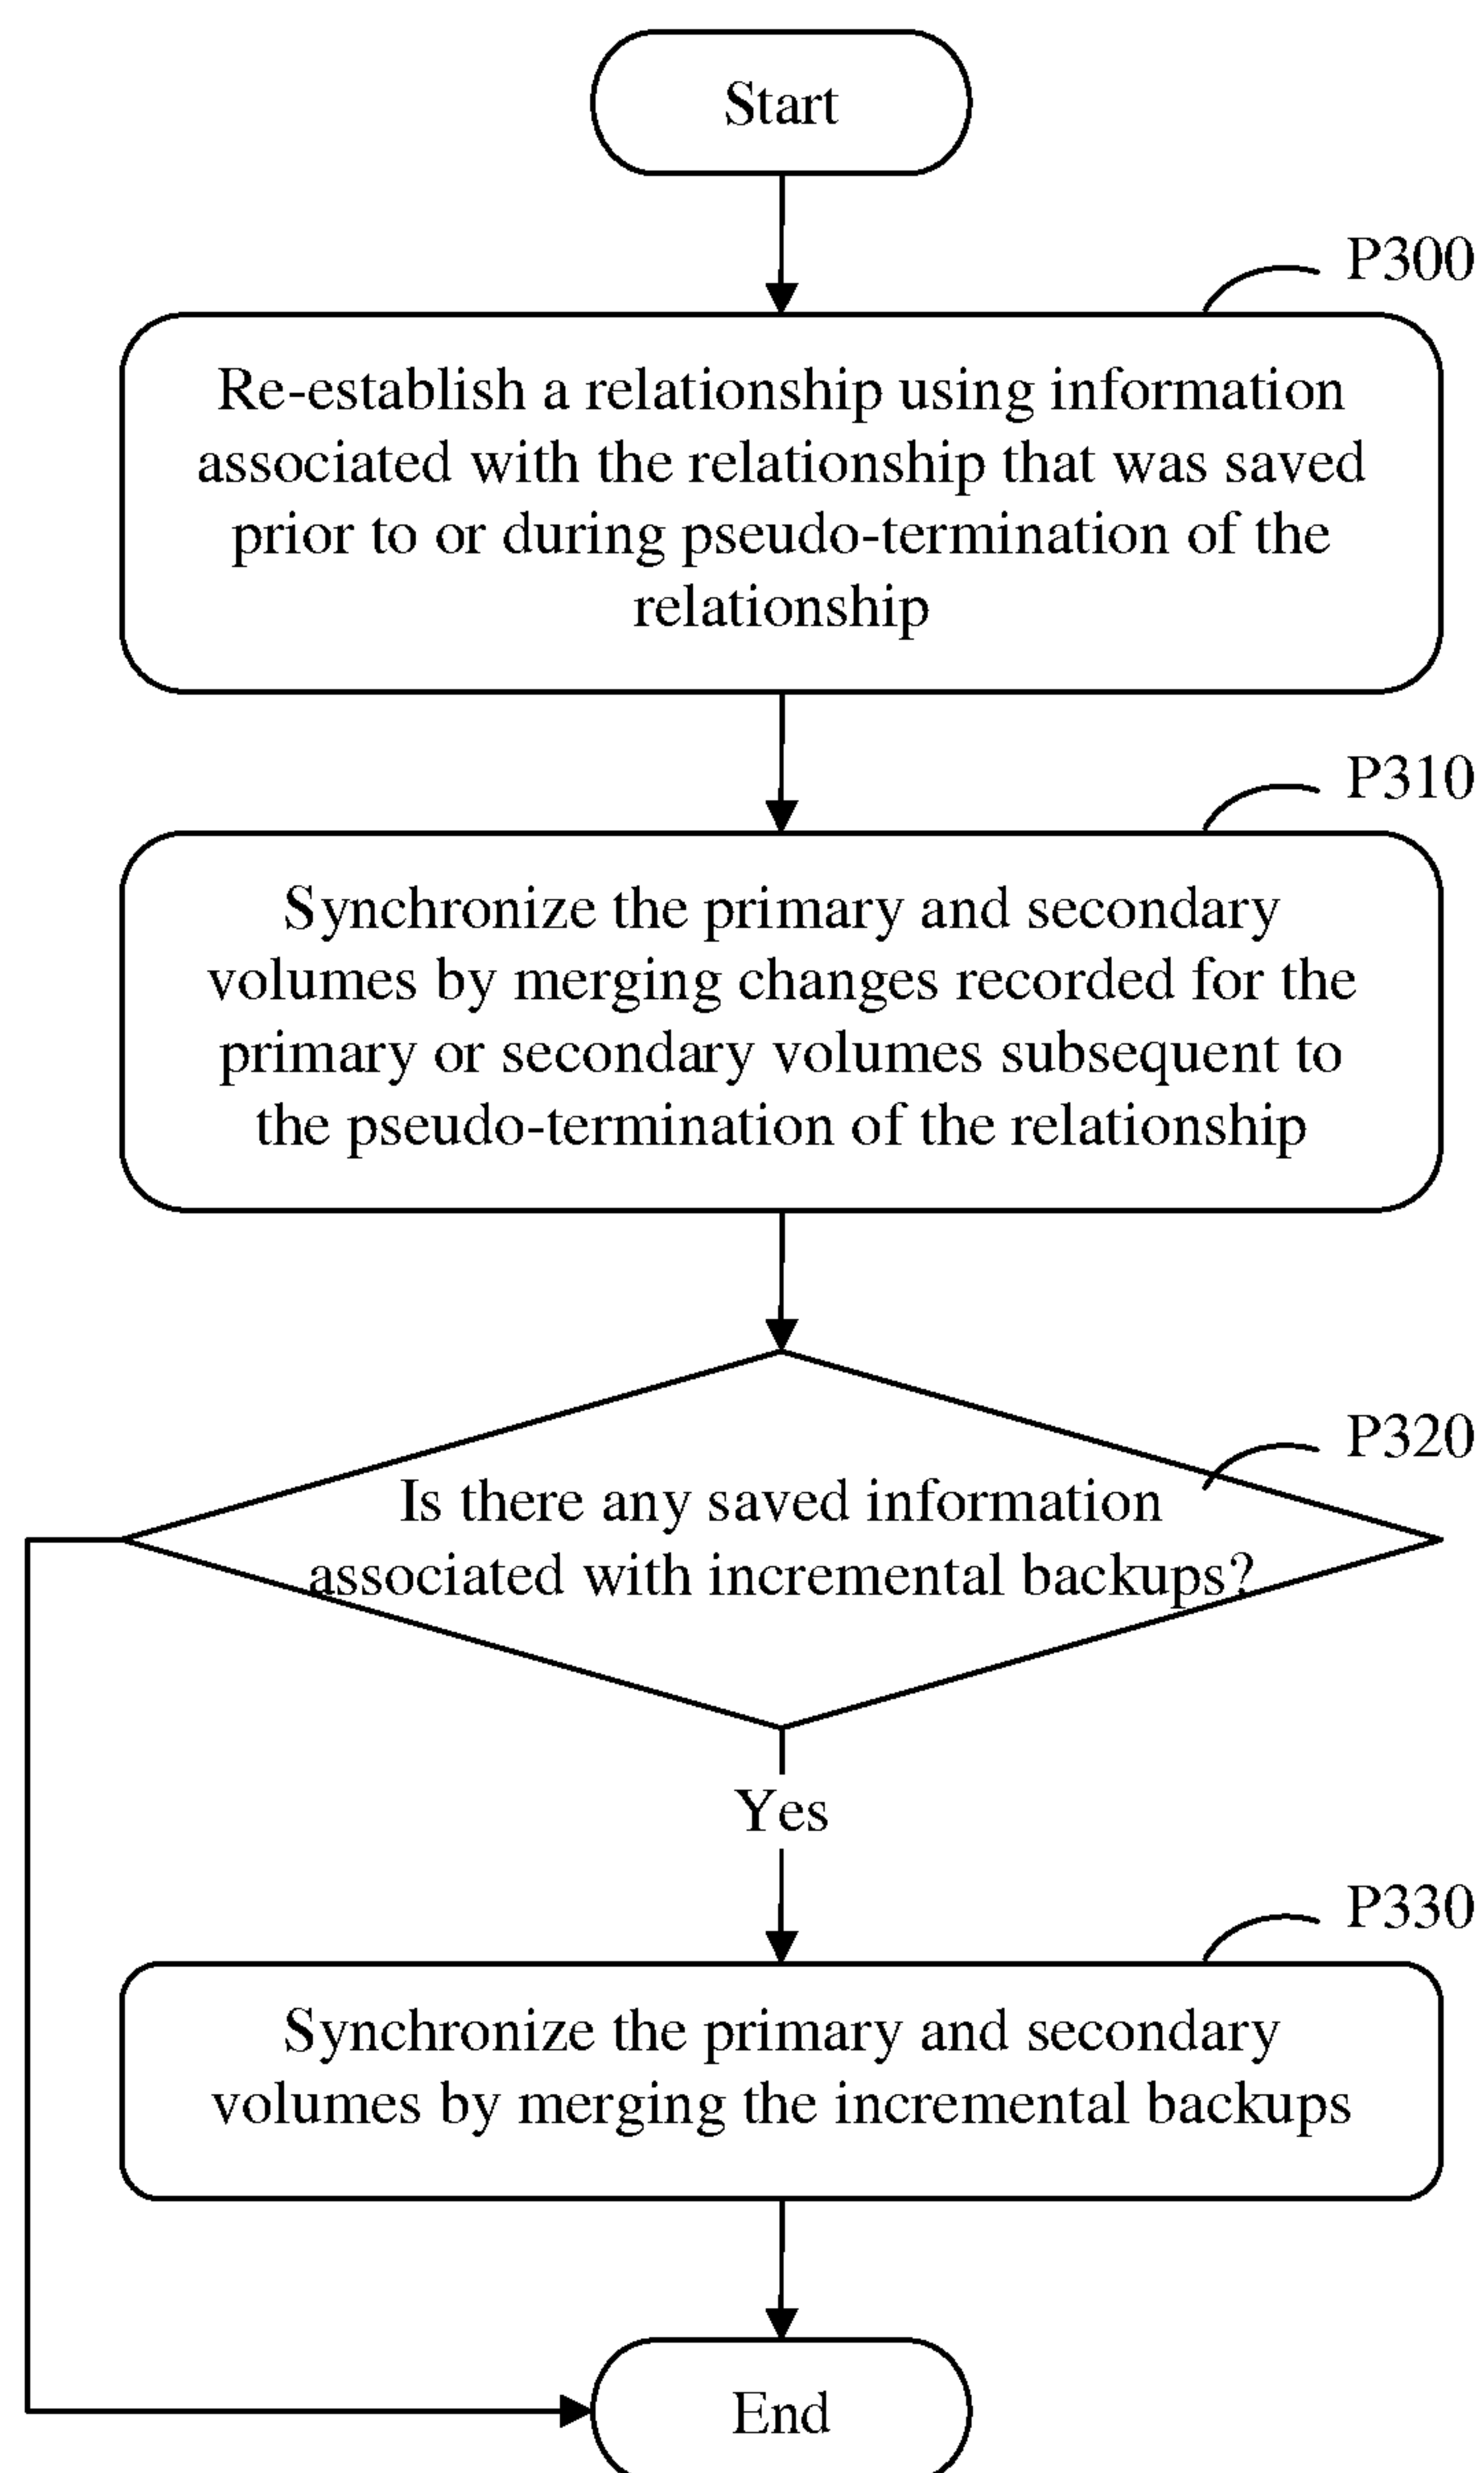 Start
P300
Re-establish a relationship using information
associated with the relationship that was saved
prior to or during pseudo-termination of the
relationship
P310
Synchronize the primary and secondary
volumes by merging changes recorded for the
primary or secondary volumes subsequent to
the pseudo-termination of the relationship
P320
Is there any saved information
associated with incremental backups?
Yes
P330
Synchronize the primary and secondary
volumes by merging the incremental backups
End